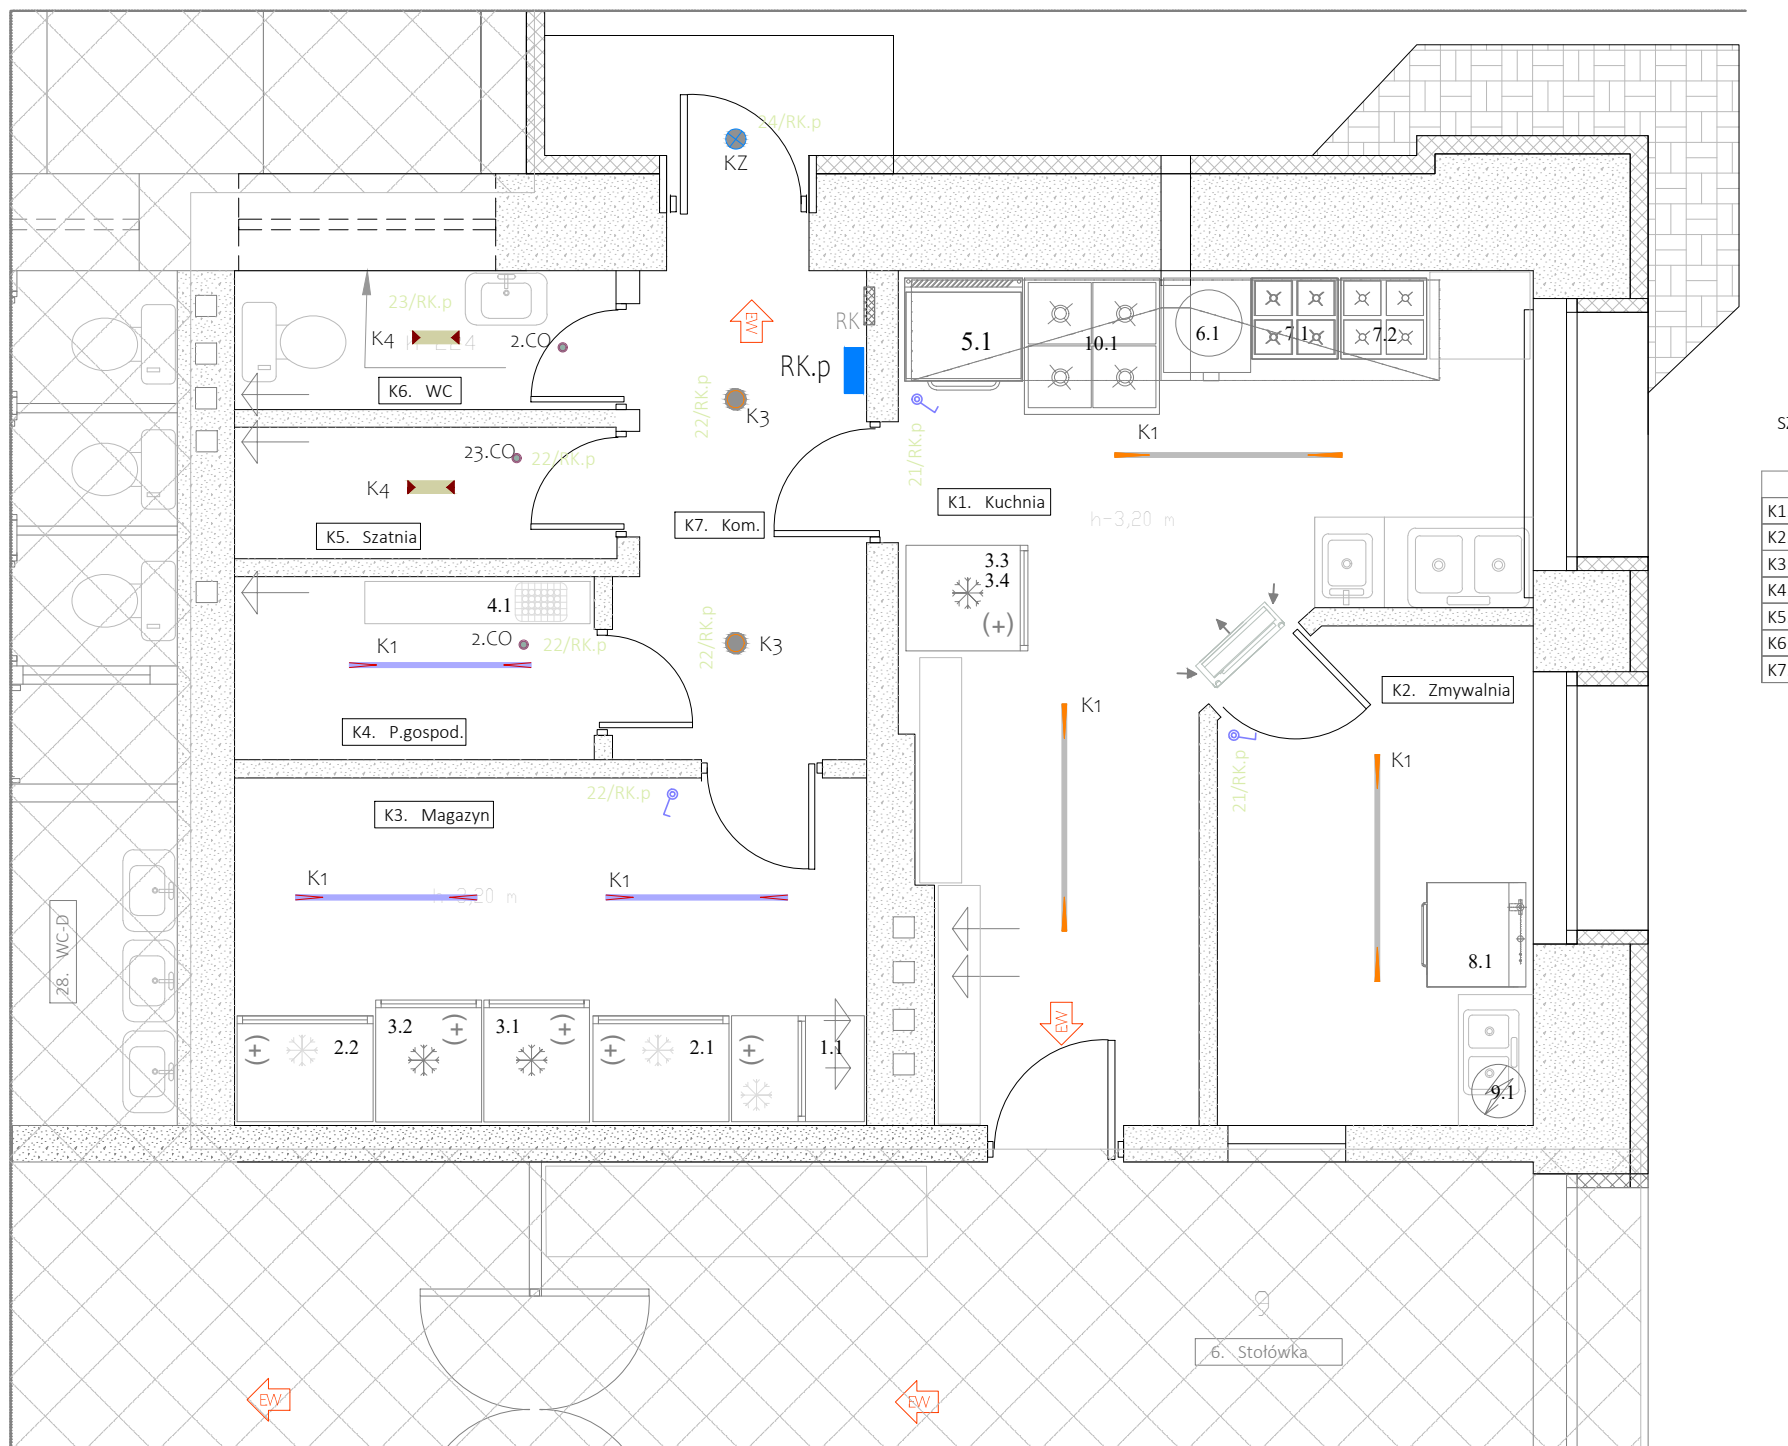 24/RK.p
KZ
23/RK.p
K4
2.CO
K6. WC
EW
RK
RK.p
22/RK.p
K3
5.1
10.1
6.1
7.1
7.2
21/RK.p
K1
SZ
23.CO
22/RK.p
K4
K5. Szatnia
K7. Kom.
K1. Kuchnia
h-3,20 m
K1
K2
K3
K4
K5
K6
K7
3.3
3.4
(+)
4.1
2.CO
22/RK.p
K1
22/RK.p
K3
K4. P.gospod.
K2. Zmywalnia
K1
21/RK.p
K1
22/RK.p
K3. Magazyn
K1
h-3,20 m
K1
28. WC-D
8.1
EW
2.2
3.2
3.1
2.1
1.1
9.1
9
6. Stołówka
EW
EW